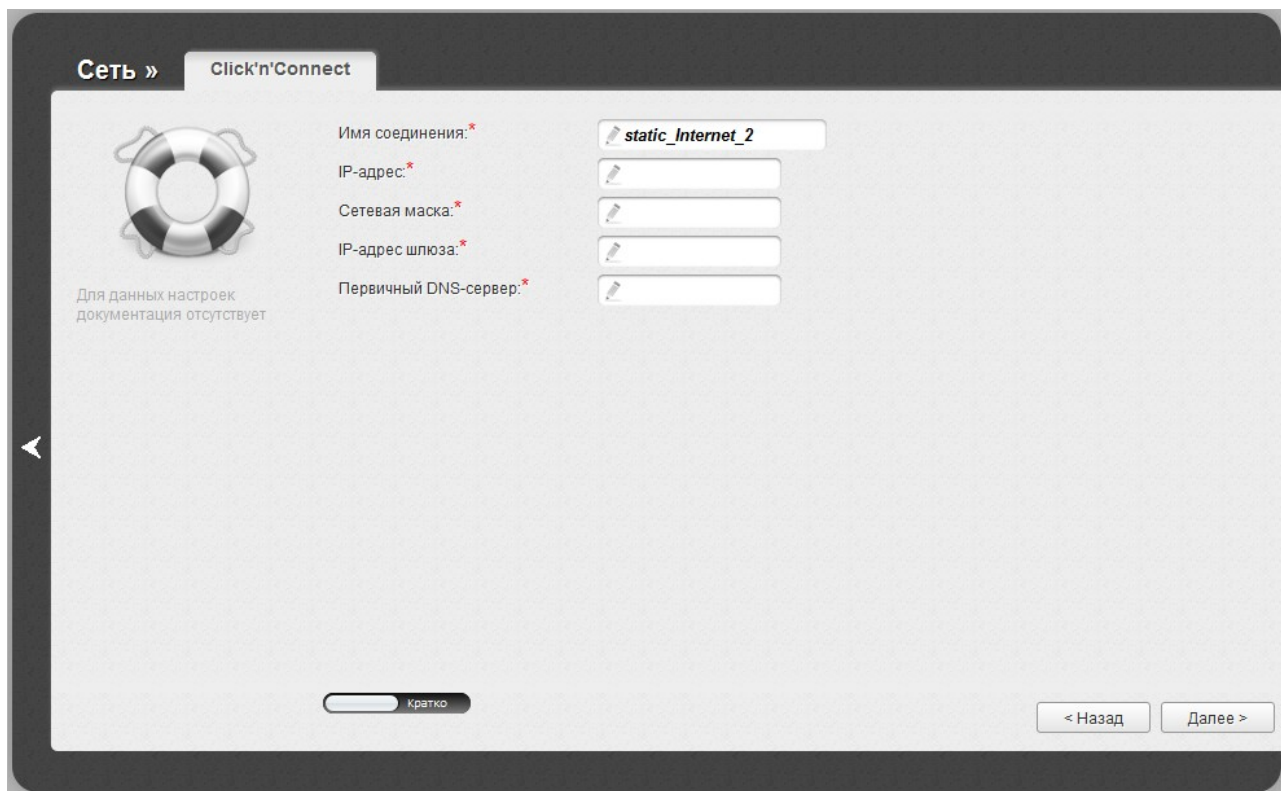 Сеть »
Click'n'Connect
Имя соединения:*
static_Internet_2
IP-адрес:*
Сетевая маска:*
IP-адрес шлюза:*
Первичный DNS-сервер:*
Для данных настроек
документация отсутствует
Кратко
< Назад
Далее >